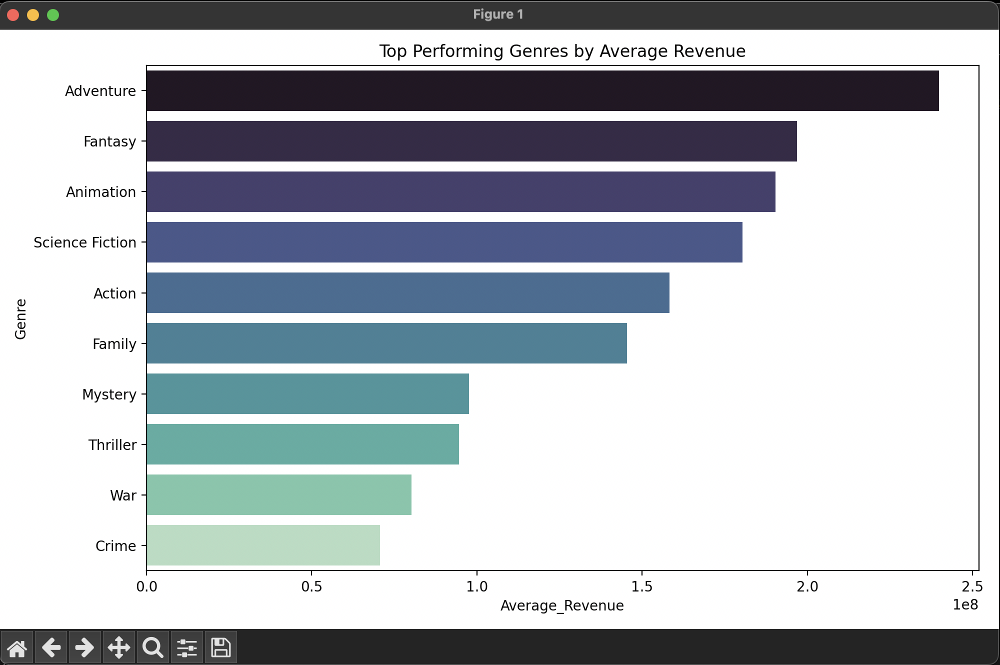 Figure 1
Top Performing Genres by Average Revenue
Adventure
Fantasy
Animation
Science Fiction
Action
Family
Mystery
Thriller
War
Crime
Genre
0.0 0.5 1.0 1.5 2.0 2.5
Average_Revenue
1e8